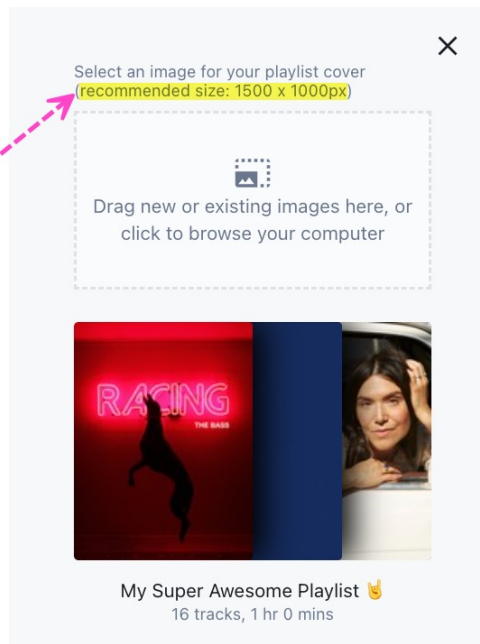 Select an image for your playlist cover
(recommended size: 1500 x 1000px)
Drag new or existing images here, or
click to browse your computer
RACING
THE BASS
My Super Awesome Playlist 🤘
16 tracks, 1 hr 0 mins